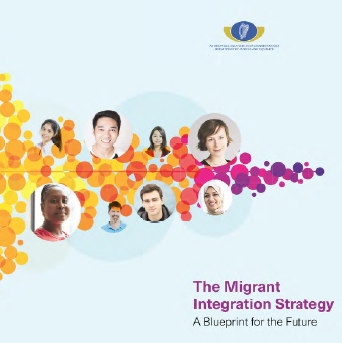 The Migrant
Integration Strategy
A Blueprint for the Future